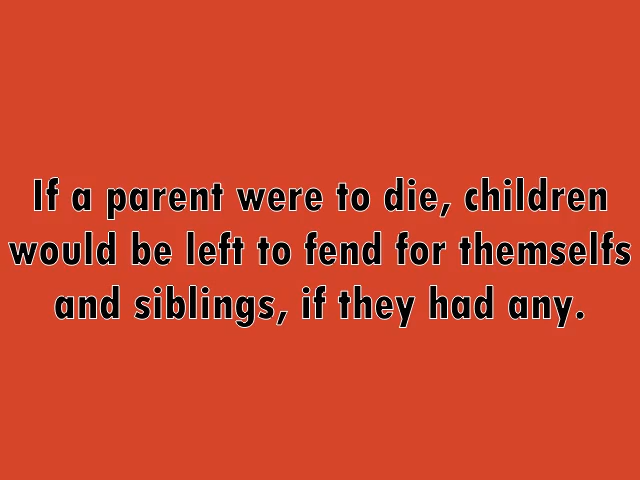 If a parent were to die, children
would be left to fend for themselfs
and siblings, if they had any.